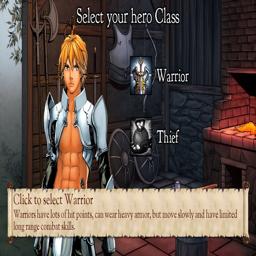 Select your hero Class
Warrior
Thief
Click to select Warrior
Warriors have lots of hit points, can wear heavy armor, but move slowly and have limited
long range combat skills.